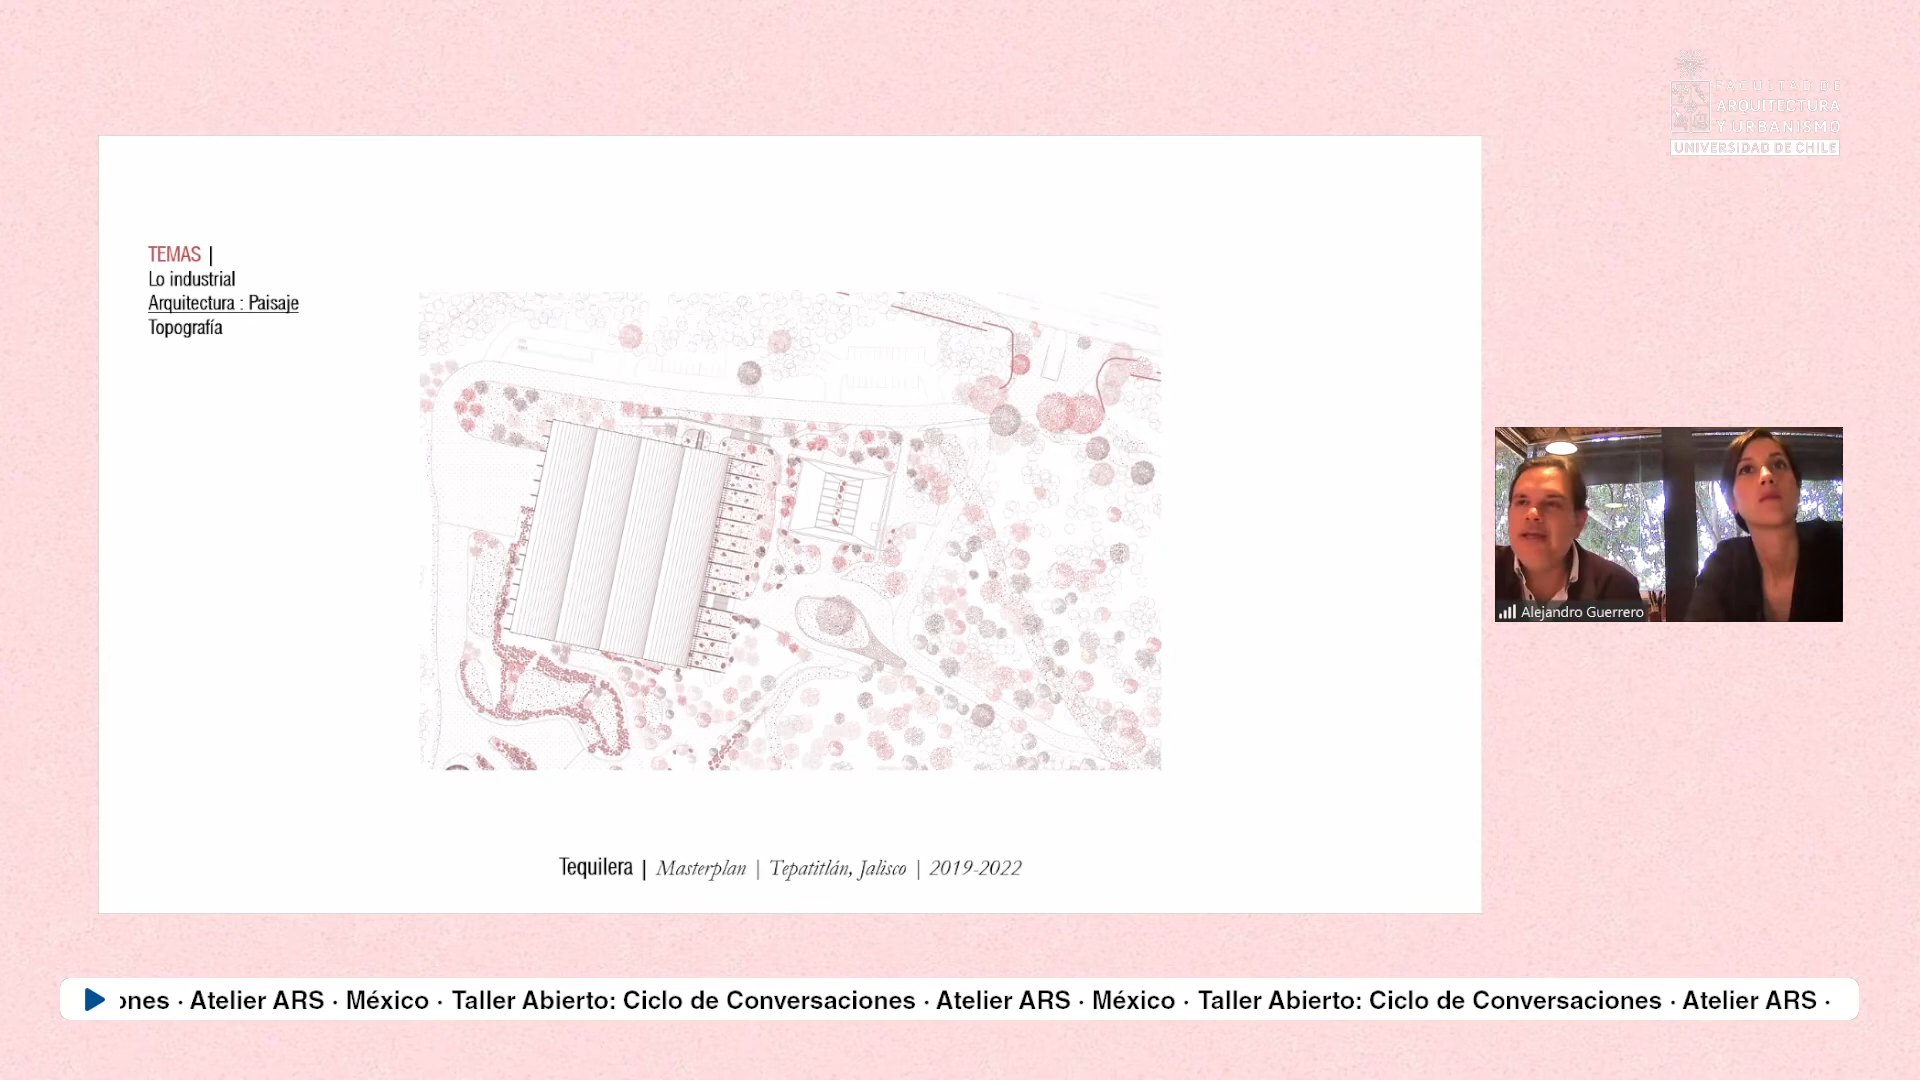 FACULTAD DE
ARQUITECTURA
Y URBANISMO
UNIVERSIDAD DE CHILE
TEMAS |
Lo industrial
Arquitectura : Paisaje
Topografía
Alejandro Guerrero
Tequilera | Masterplan | Tepatitlán, Jalisco | 2019-2022
ones · Atelier ARS · México · Taller Abierto: Ciclo de Conversaciones · Atelier ARS · México · Taller Abierto: Ciclo de Conversaciones · Atelier ARS ·